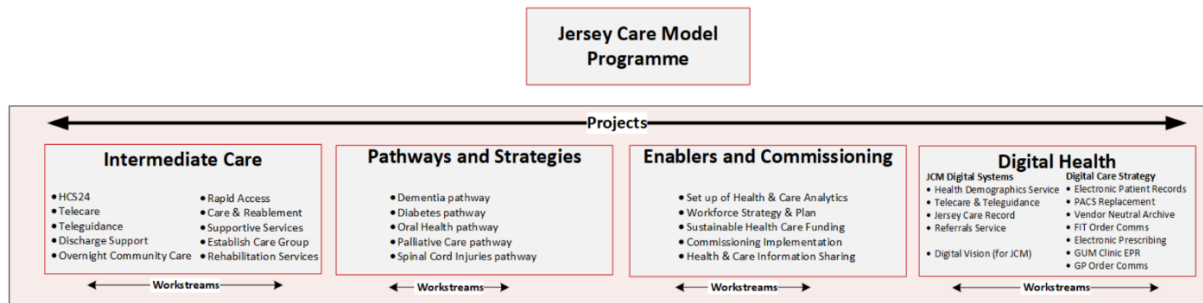 Jersey Care Model
Programme
Projects
Intermediate Care
HCS24
Telecare
Teleguidance
Discharge Support
Overnight Community Care
Rapid Access
Care & Reablement
Supportive Services
Establish Care Group
Rehabilitation Services
Workstreams
Pathways and Strategies
Dementia pathway
Diabetes pathway
Oral Health pathway
Palliative Care pathway
Spinal Cord Injuries pathway
Workstreams
Enablers and Commissioning
Set up of Health & Care Analytics
Workforce Strategy & Plan
Sustainable Health Care Funding
Commissioning Implementation
Health & Care Information Sharing
Workstreams
Digital Health
JCM Digital Systems
Health Demographics Service
Telecare & Teleguidance
Jersey Care Record
Referrals Service
Digital Vision (for JCM)
Digital Care Strategy
Electronic Patient Records
PACS Replacement
Vendor Neutral Archive
FIT Order Comms
Electronic Prescribing
GUM Clinic EPR
GP Order Comms
Workstreams